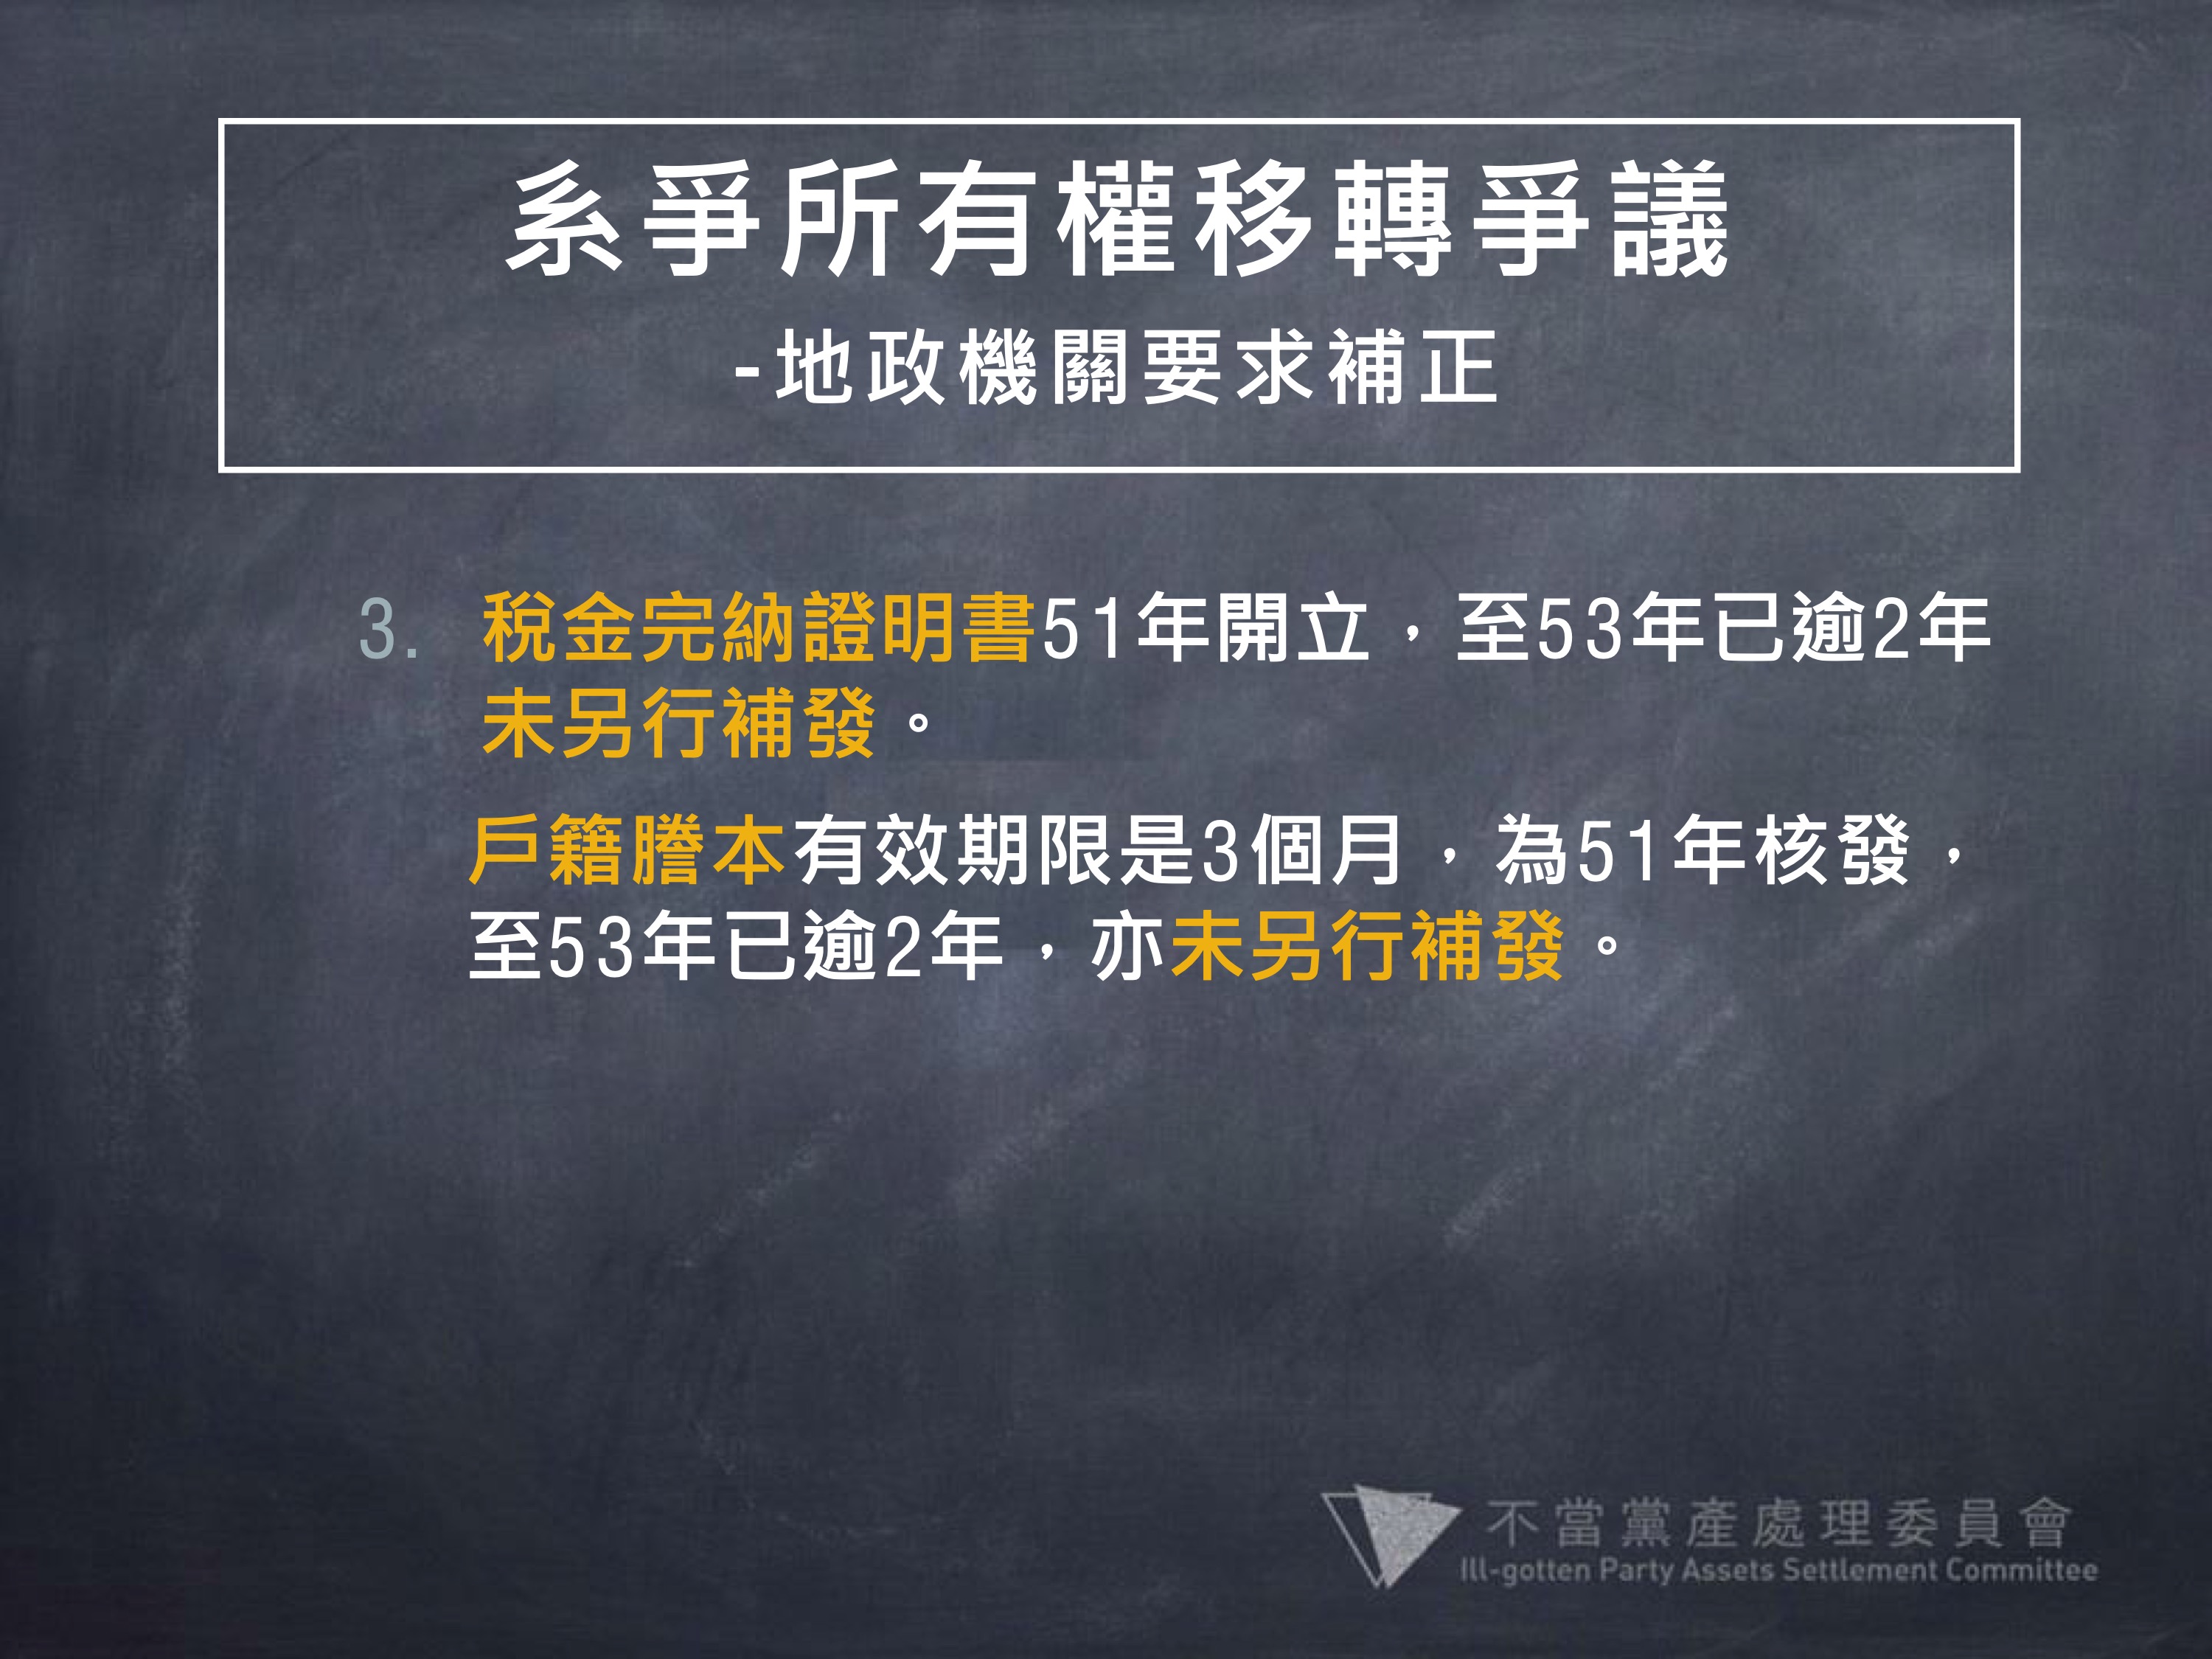 系爭所有權移轉爭議
-地政機關要求補正
3. 稅金完納證明書51年開立，至53年已逾2年
未另行補發。
戶籍謄本有效期限是3個月，為51年核發，
至53年已逾2年，亦未另行補發。
不當黨產處理委員會
Ill-gotten Party Assets Settlement Committee